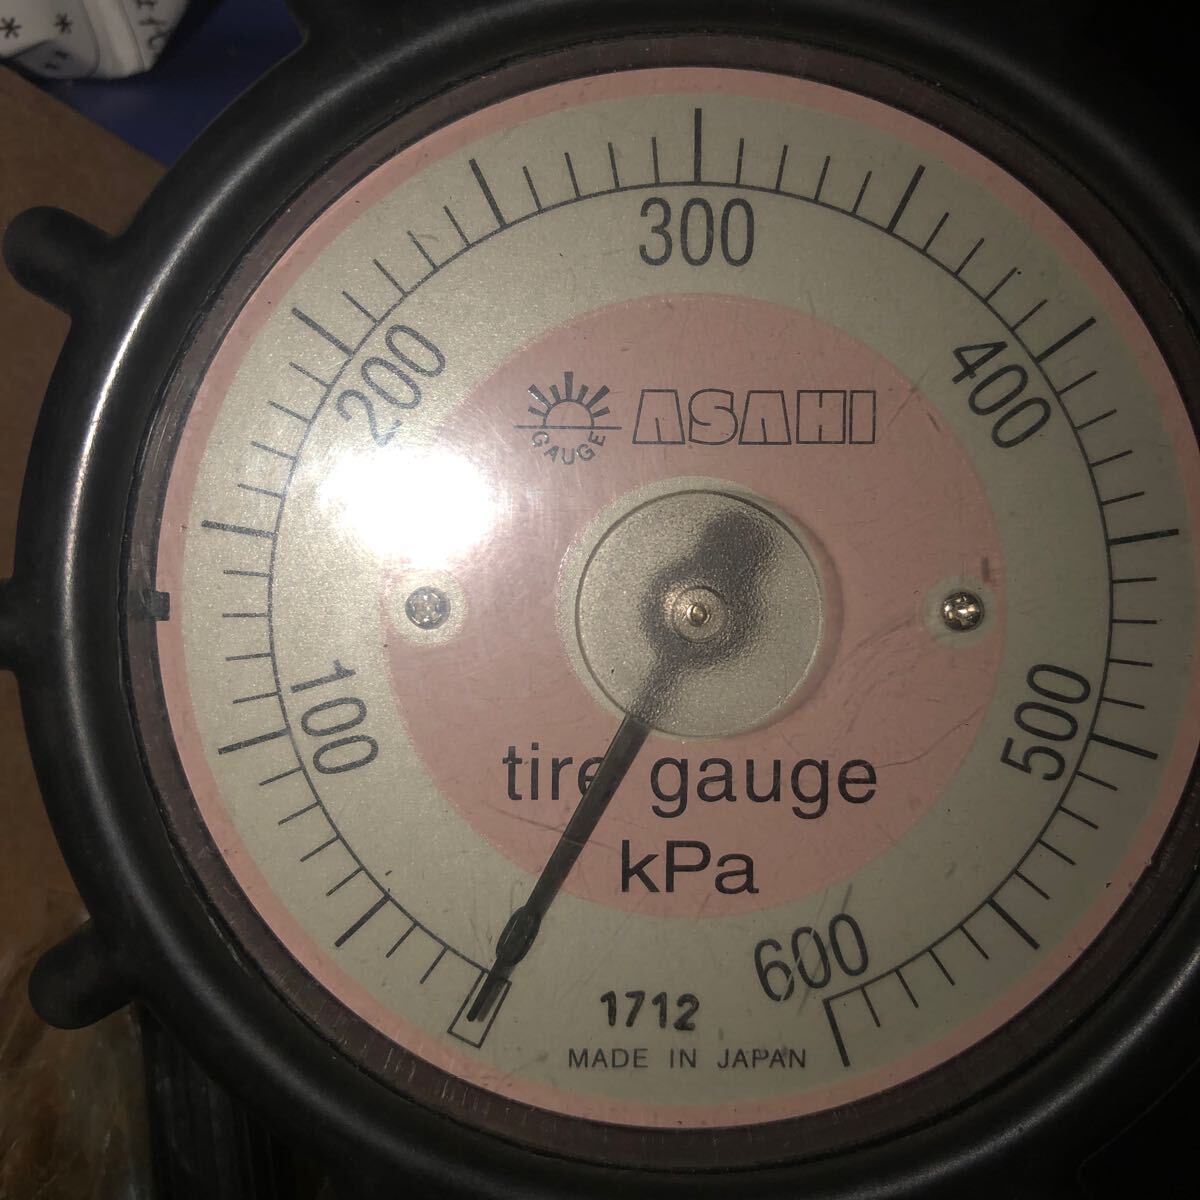 300
200
400
GAUGE
ASAHI
100
500
tire gauge
kPa
600
1712
MADE IN JAPAN